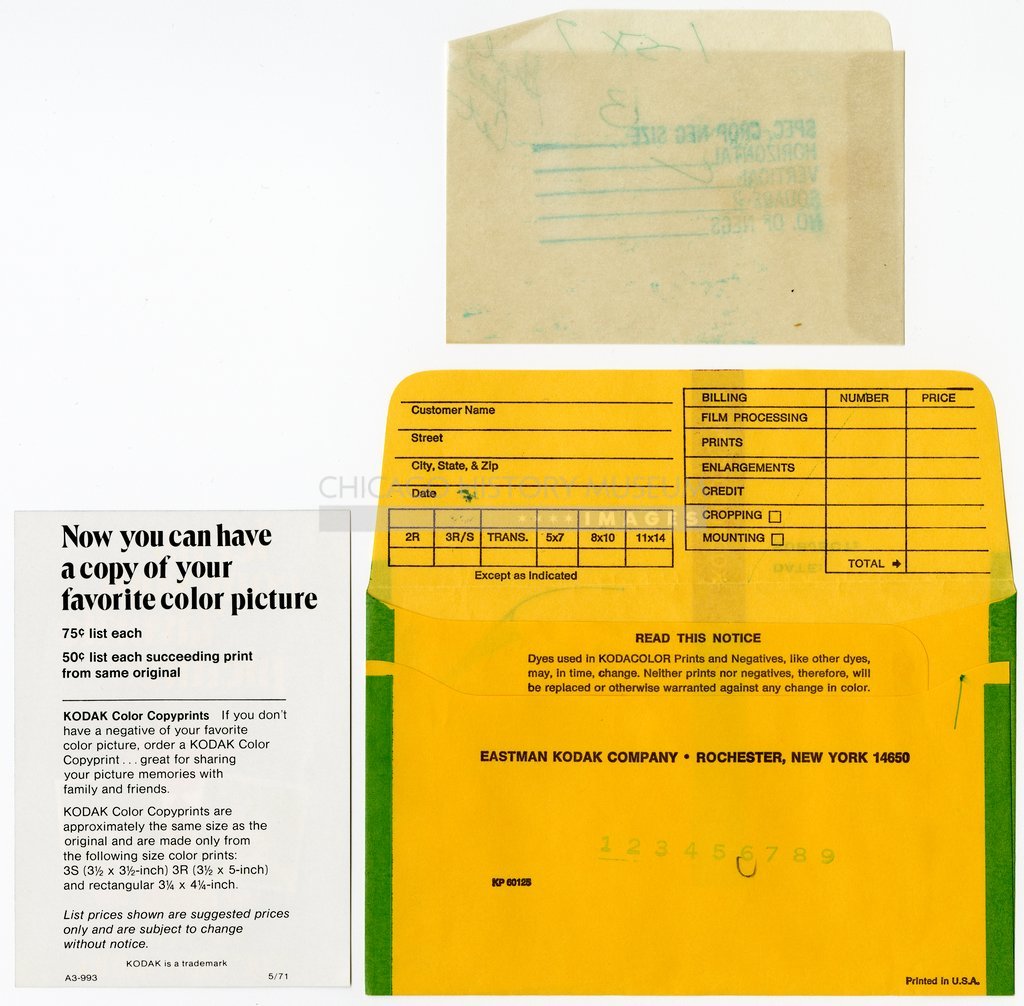 1 5X7
13
SPEC. CROP NEG SIZE
HORIZONTAL
VERTICAL
NO. OF NEGS
Customer Name
Street
City, State, & Zip
Date
2R 3R/S TRANS. 5x7 8x10 11x14
Except as Indicated
BILLING NUMBER PRICE
FILM PROCESSING
PRINTS
ENLARGEMENTS
CREDIT
CROPPING
MOUNTING
TOTAL
CHICAGO HISTORY MUSEUM
IMAGES
DATE
READ THIS NOTICE
Dyes used in KODACOLOR Prints and Negatives, like other dyes,
may, in time, change. Neither prints nor negatives, therefore, will
be replaced or otherwise warranted against any change in color.
EASTMAN KODAK COMPANY • ROCHESTER, NEW YORK 14650
1 2 3 4 5 6 7 8 9
KP 60125
Printed in U.S.A.
Now you can have
a copy of your
favorite color picture
75¢ list each
50¢ list each succeeding print
from same original
KODAK Color Copyprints If you don't
have a negative of your favorite
color picture, order a KODAK Color
Copyprint . . . great for sharing
your picture memories with
family and friends.
KODAK Color Copyprints are
approximately the same size as the
original and are made only from
the following size color prints:
3S (3½ x 3½-inch) 3R (3½ x 5-inch)
and rectangular 3¼ x 4¼-inch.
List prices shown are suggested prices
only and are subject to change
without notice.
KODAK is a trademark
A3-993 5/71